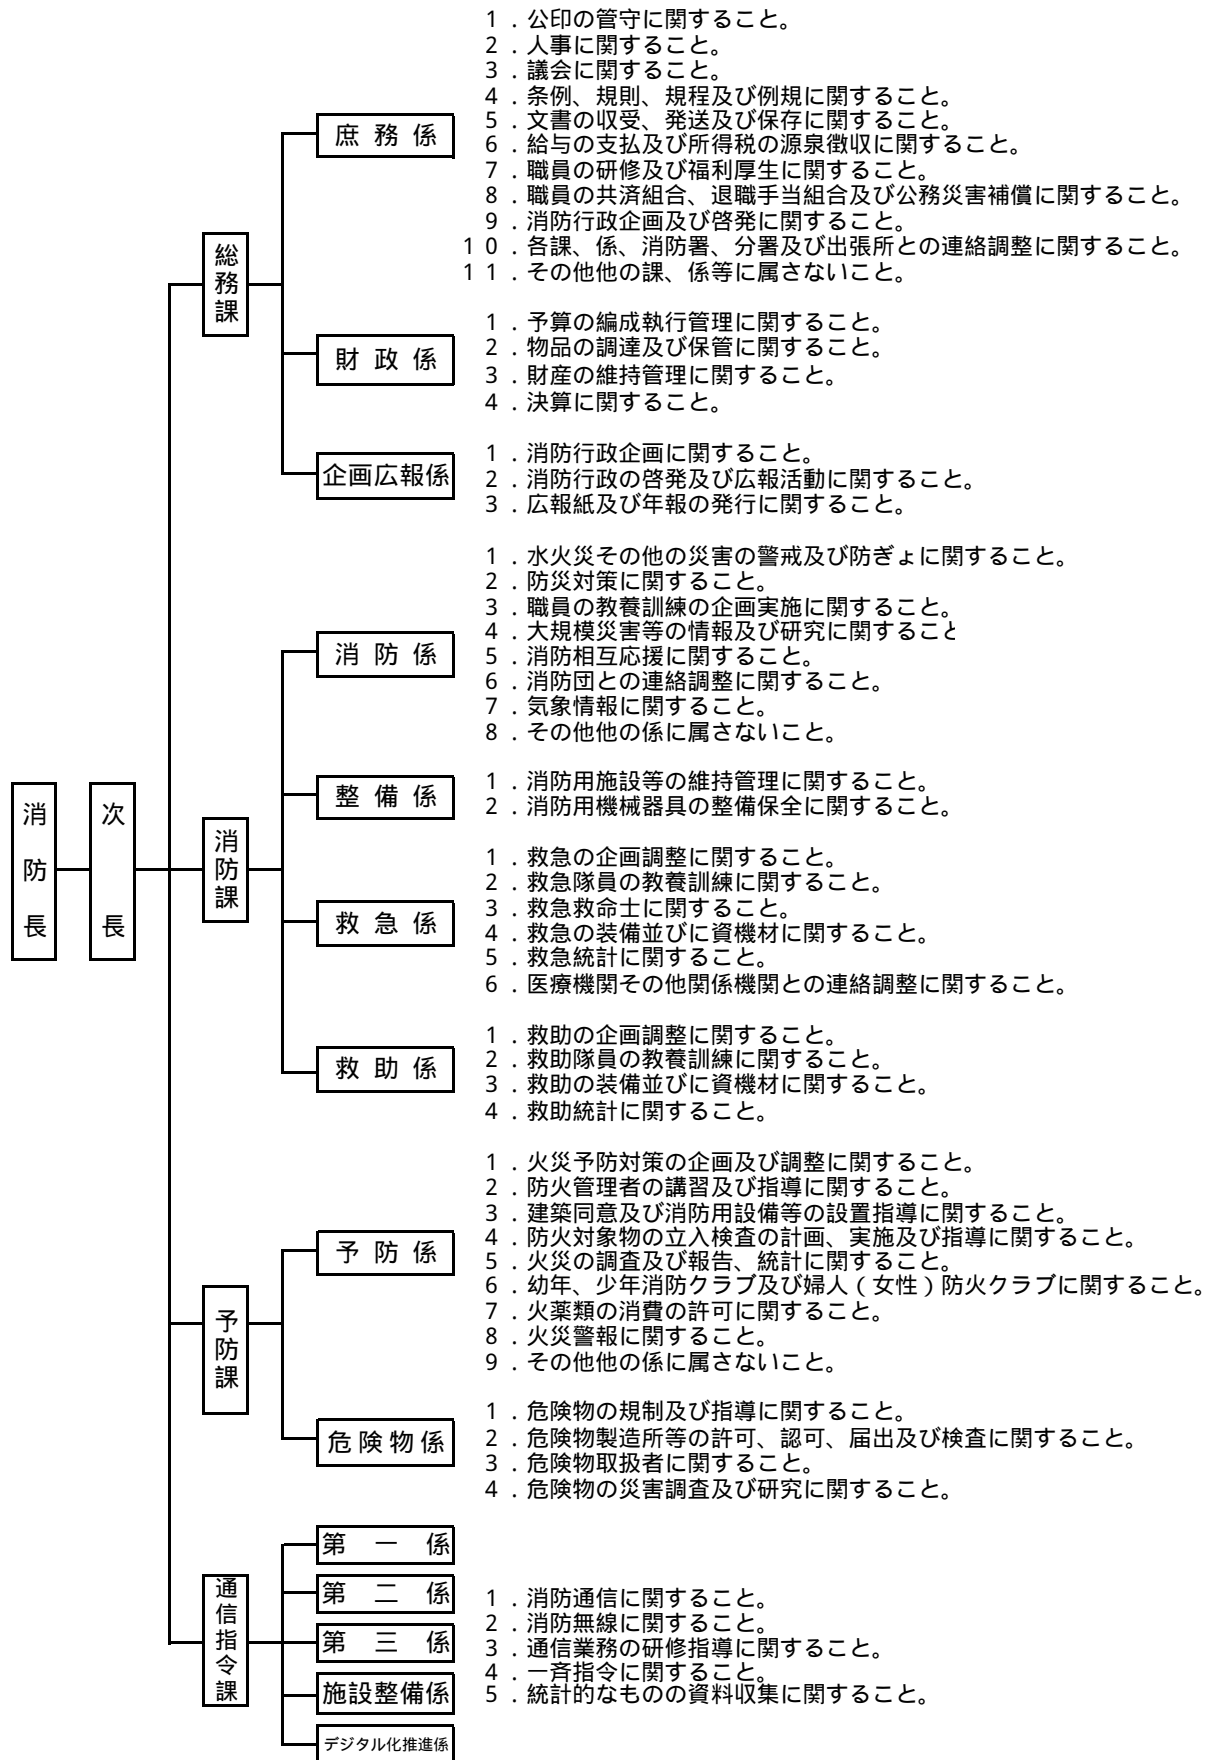 消防長
次長
総務課
庶務係
1．公印の管守に関すること。
2．人事に関すること。
3．議会に関すること。
4．条例、規則、規程及び例規に関すること。
5．文書の収受、発送及び保存に関すること。
6．給与の支払及び所得税の源泉徴収に関すること。
7．職員の研修及び福利厚生に関すること。
8．職員の共済組合、退職手当組合及び公務災害補償に関すること。
9．消防行政企画及び啓発に関すること。
10．各課、係、消防署、分署及び出張所との連絡調整に関すること。
11．その他他の課、係等に属さないこと。
財政係
1．予算の編成執行管理に関すること。
2．物品の調達及び保管に関すること。
3．財産の維持管理に関すること。
4．決算に関すること。
企画広報係
1．消防行政企画に関すること。
2．消防行政の啓発及び広報活動に関すること。
3．広報紙及び年報の発行に関すること。
消防課
消防係
1．水火災その他の災害の警戒及び防ぎょに関すること。
2．防災対策に関すること。
3．職員の教養訓練の企画実施に関すること。
4．大規模災害等の情報及び研究に関すること
5．消防相互応援に関すること。
6．消防団との連絡調整に関すること。
7．気象情報に関すること。
8．その他他の係に属さないこと。
整備係
1．消防用施設等の維持管理に関すること。
2．消防用機械器具の整備保全に関すること。
救急係
1．救急の企画調整に関すること。
2．救急隊員の教養訓練に関すること。
3．救急救命士に関すること。
4．救急の装備並びに資機材に関すること。
5．救急統計に関すること。
6．医療機関その他関係機関との連絡調整に関すること。
救助係
1．救助の企画調整に関すること。
2．救助隊員の教養訓練に関すること。
3．救助の装備並びに資機材に関すること。
4．救助統計に関すること。
予防課
予防係
1．火災予防対策の企画及び調整に関すること。
2．防火管理者の講習及び指導に関すること。
3．建築同意及び消防用設備等の設置指導に関すること。
4．防火対象物の立入検査の計画、実施及び指導に関すること。
5．火災の調査及び報告、統計に関すること。
6．幼年、少年消防クラブ及び婦人（女性）防火クラブに関すること。
7．火薬類の消費の許可に関すること。
8．火災警報に関すること。
9．その他他の係に属さないこと。
危険物係
1．危険物の規制及び指導に関すること。
2．危険物製造所等の許可、認可、届出及び検査に関すること。
3．危険物取扱者に関すること。
4．危険物の災害調査及び研究に関すること。
通信指令課
第一係
第二係
第三係
施設整備係
デジタル化推進係
1．消防通信に関すること。
2．消防無線に関すること。
3．通信業務の研修指導に関すること。
4．一斉指令に関すること。
5．統計的なものの資料収集に関すること。